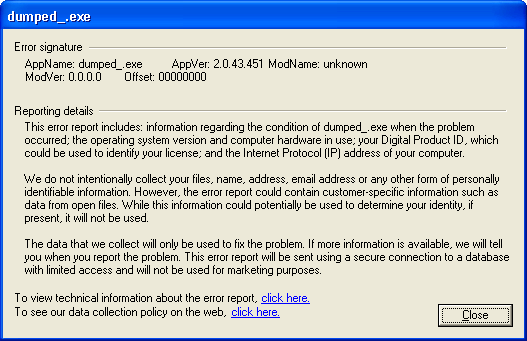 dumped_.exe
Error signature
AppName: dumped_.exe AppVer: 2.0.43.451 ModName: unknown
ModVer: 0.0.0.0 Offset: 00000000
Reporting details
This error report includes: information regarding the condition of dumped_.exe when the problem
occurred; the operating system version and computer hardware in use; your Digital Product ID, which
could be used to identify your license; and the Internet Protocol (IP) address of your computer.
We do not intentionally collect your files, name, address, email address or any other form of personally
identifiable information. However, the error report could contain customer-specific information such as
data from open files. While this information could potentially be used to determine your identity, if
present, it will not be used.
The data that we collect will only be used to fix the problem. If more information is available, we will tell
you when you report the problem. This error report will be sent using a secure connection to a database
with limited access and will not be used for marketing purposes.
To view technical information about the error report, click here.
To see our data collection policy on the web, click here.
Close